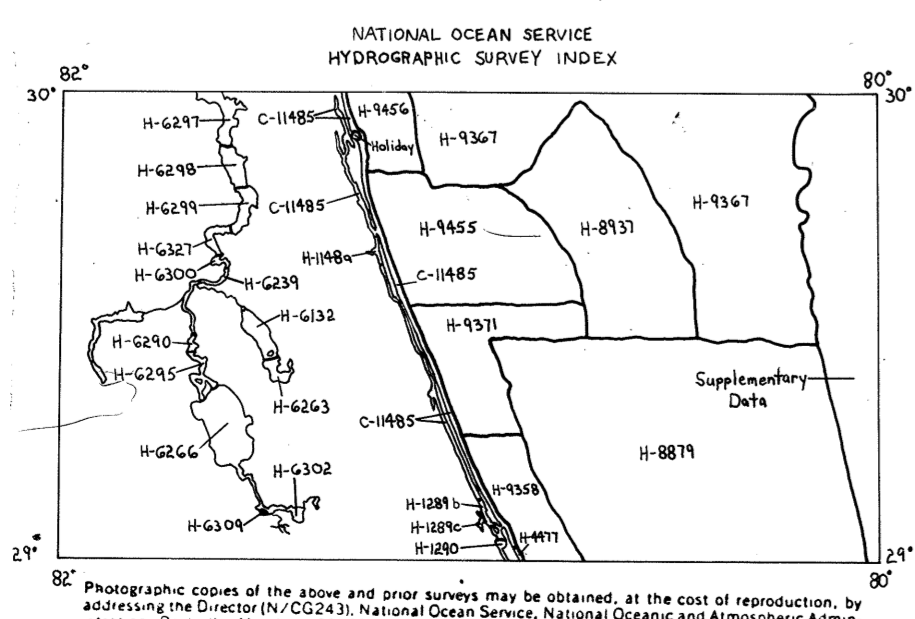 NATIONAL OCEAN SERVICE
HYDROGRAPHIC SURVEY INDEX
82° 80°
30° 30°
H-6297 C-11485 H-9456
Holiday H-9367
H-6298
H-6299 C-11485 H-9367
H-9455 H-8937
H-6327 H-1148a
H-6300 H-6239 C-11485
H-6132 H-9371
H-6290
H-6295 Supplementary
Data
H-6263 C-11485
H-6266 H-8879
H-6302
H-9358
H-1289b
H-6309 H-1289c H-4477
H-1290
29° 29°
82° 80°
Photographic copies of the above and prior surveys may be obtained, at the cost of reproduction, by
addressing the Director (N/CG243), National Ocean Service, National Oceanic and Atmospheric Admin